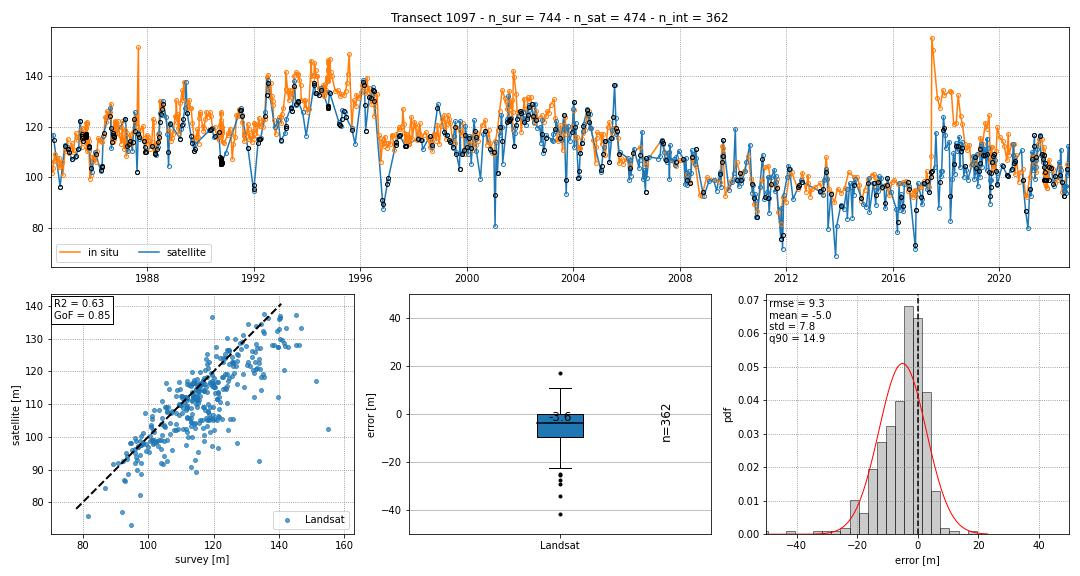 Transect 1097 - n_sur = 744 - n_sat = 474 - n_int = 362
140
120
100
80
in situ
satellite
1988
1992
1996
2000
2004
2008
2012
2016
2020
R2 = 0.63
GoF = 0.85
satellite [m]
140
130
120
110
100
90
80
Landsat
80
100
120
140
160
survey [m]
error [m]
40
20
0
−20
−40
-3.6
n=362
Landsat
pdf
0.07
0.06
0.05
0.04
0.03
0.02
0.01
0.00
rmse = 9.3
mean = -5.0
std = 7.8
q90 = 14.9
−40
−20
0
20
40
error [m]